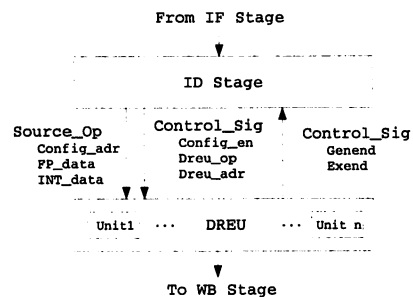 From IF Stage
ID Stage
Source_Op
Config_adr
FP_data
INT_data
Control_Sig
Config_en
Dreu_op
Dreu_adr
Control_Sig
Genend
Exend
Unit1 ··· DREU ··· Unit n
To WB Stage